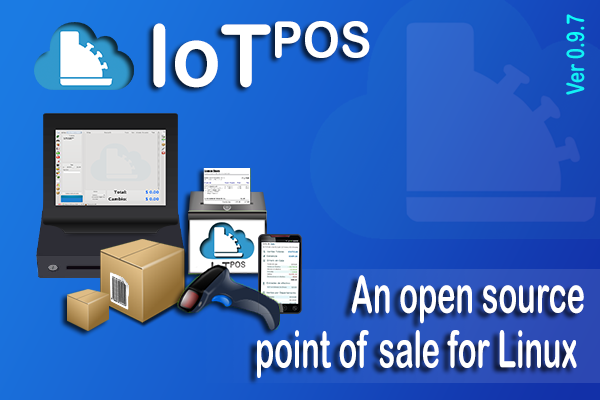 IoTPOS
Ver 0.9.7
Total: $ 0.00
Cambio: $ 0.00
IoTPOS
An open source
point of sale for Linux